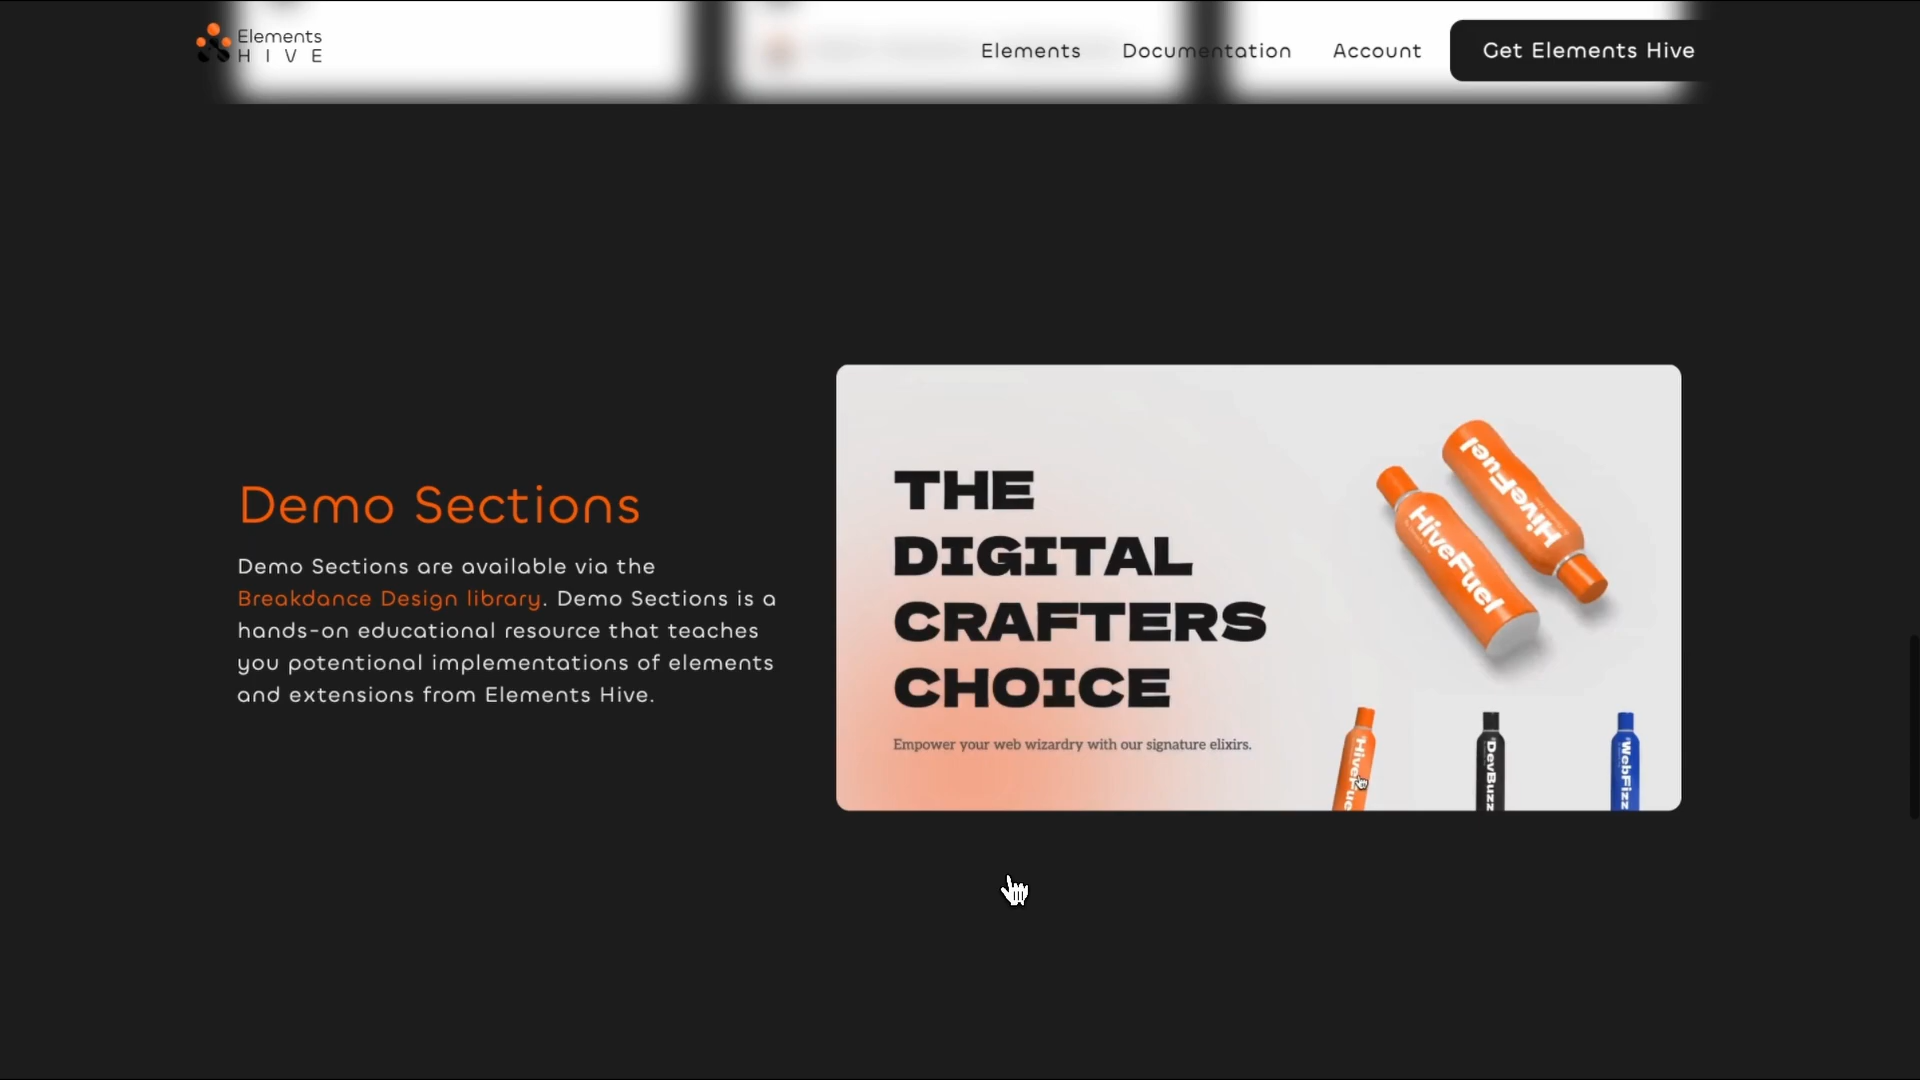 Elements
HIVE
Elements
Documentation
Account
Get Elements Hive
Demo Sections
Demo Sections are available via the
Breakdance Design library. Demo Sections is a
hands-on educational resource that teaches
you potential implementations of elements
and extensions from Elements Hive.
THE
DIGITAL
CRAFTERS
CHOICE
Empower your web wizardry with our signature elixirs.
HiveFuel
HiveFuel
HiveFue
DevBuzz
WebFizz